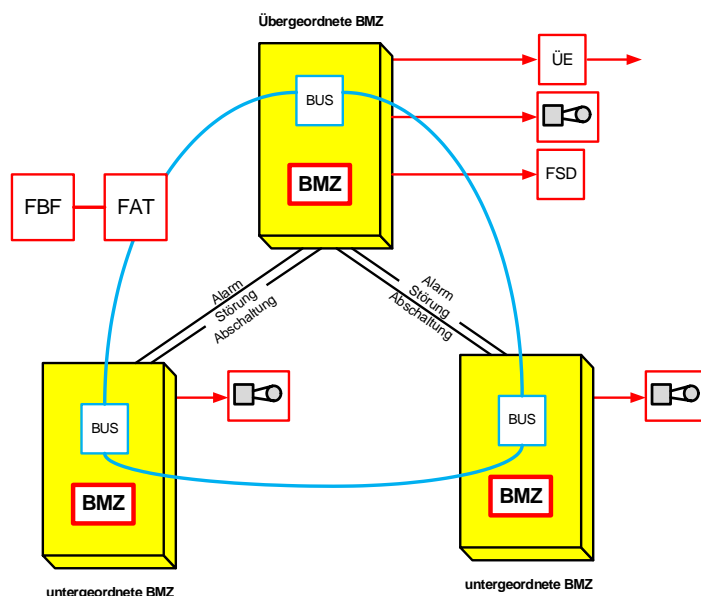 Übergeordnete BMZ
ÜE
BUS
BMZ
FSD
FBF
FAT
Alarm
Störung
Abschaltung
Alarm
Störung
Abschaltung
BUS
BMZ
untergeordnete BMZ
BUS
BMZ
untergeordnete BMZ